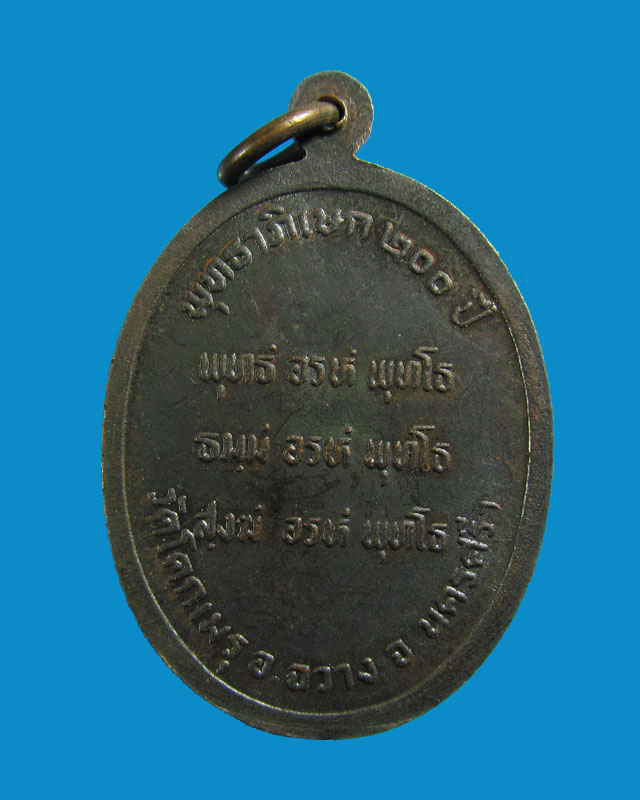 พุทธาภิเษก ๒๐๐ ปี
พุทธํ อรหํ พุทโธ
ธมฺมํ อรหํ พุทโธ
สงฺฆํ อรหํ พุทโธ
วัดโคกเมรุ อ.ฉวาง จ.นครศรีฯ